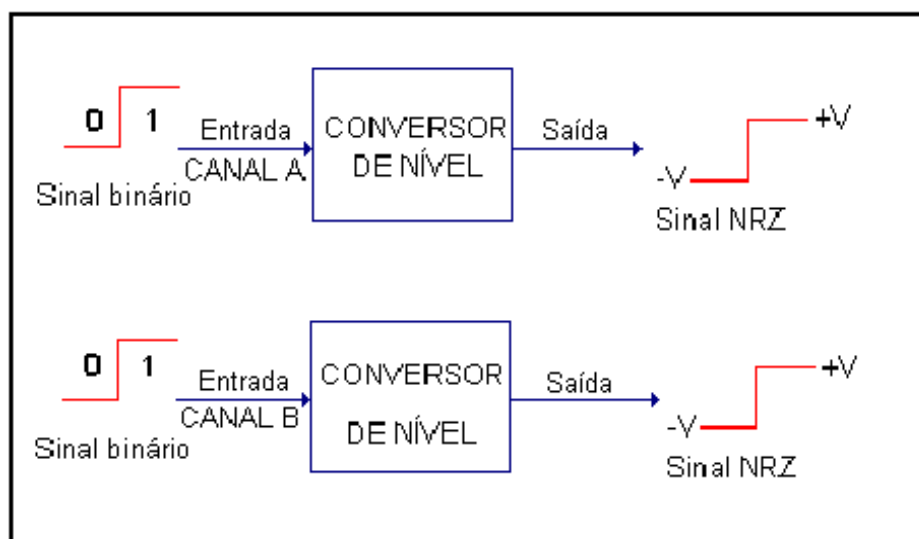 0 1
Sinal binário
Entrada
CANAL A
CONVERSOR
DE NÍVEL
Saída
-V
+V
Sinal NRZ
0 1
Sinal binário
Entrada
CANAL B
CONVERSOR
DE NÍVEL
Saída
-V
+V
Sinal NRZ